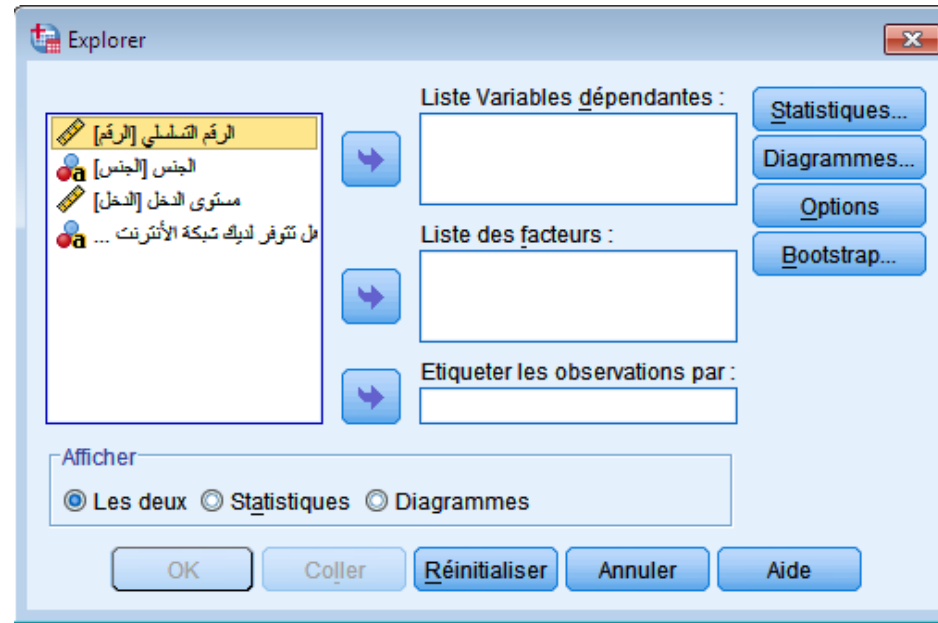 Explorer
الرقم التسلسلي [الرقم]
الجنس [الجنس]
مستوى الدخل [الدخل]
هل تتوفر لديك شبكة الأنترنت ...
Liste Variables dépendantes :
Liste des facteurs :
Etiqueter les observations par :
Statistiques...
Diagrammes...
Options
Bootstrap...
Afficher
Les deux Statistiques Diagrammes
OK Coller Réinitialiser Annuler Aide